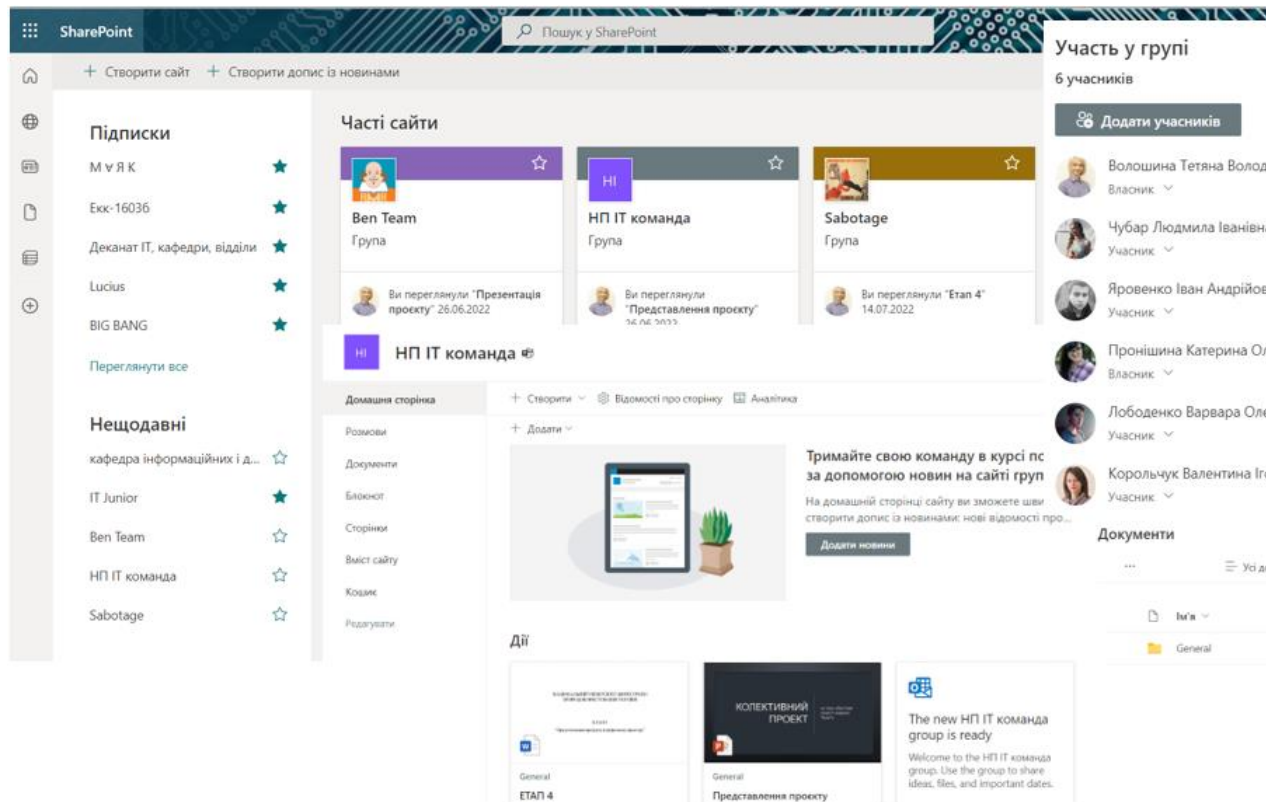 SharePoint
Пошук у SharePoint
+ Створити сайт + Створити допис із новинами
Підписки
М ∀ Я К
Екк-16036
Деканат ІТ, кафедри, відділи
Lucius
BIG BANG
Переглянути все
Нещодавні
кафедра інформаційних і д...
IT Junior
Ben Team
НП ІТ команда
Sabotage
Часті сайти
Ben Team
Група
Ви переглянули "Презентація
проєкту" 26.06.2022
НІ
НП ІТ команда
Група
Ви переглянули
"Представлення проєкту"
26.06.2022
Sabotage
Група
Ви переглянули "Етап 4"
14.07.2022
НІ
НП ІТ команда
Домашня сторінка
Розмови
Документи
Блокнот
Сторінки
Вміст сайту
Кошик
Редагувати
+ Створити Відомості про сторінку Аналітика
+ Додати
Тримайте свою команду в курсі по
за допомогою новин на сайті груп
На домашній сторінці сайту ви зможете шви
створити допис із новинами: нові відомості про...
Додати новини
Дії
General
ЕТАП 4
КОЛЕКТИВНИЙ
ПРОЕКТ
General
Представлення проєкту
The new НП ІТ команда
group is ready
Welcome to the НП ІТ команда
group. Use the group to share
ideas, files, and important dates.
Участь у групі
6 учасників
Додати учасників
Волошина Тетяна Волод
Власник
Чубар Людмила Іванівна
Учасник
Яровенко Іван Андрійов
Учасник
Пронішина Катерина Ол
Власник
Лободенко Варвара Оле
Учасник
Корольчук Валентина Іг
Учасник
Документи
... Усі д
Ім'я
General